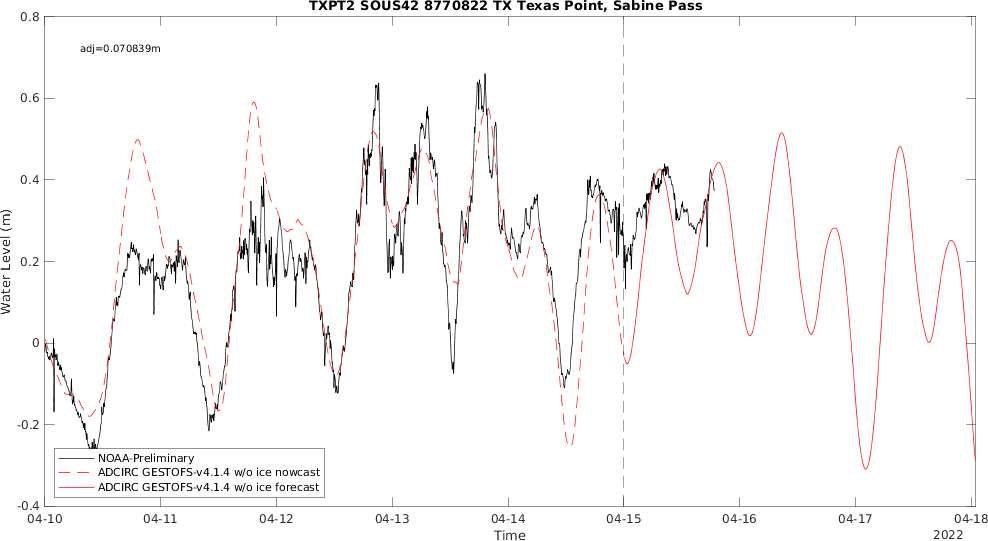 TXPT2 SOUS42 8770822 TX Texas Point, Sabine Pass
adj=0.070839m
0.8
0.6
0.4
0.2
0
-0.2
-0.4
Water Level (m)
NOAA-Preliminary
ADCIRC GESTOFS-v4.1.4 w/o ice nowcast
ADCIRC GESTOFS-v4.1.4 w/o ice forecast
04-10 04-11 04-12 04-13 04-14 04-15 04-16 04-17 04-18
Time
2022